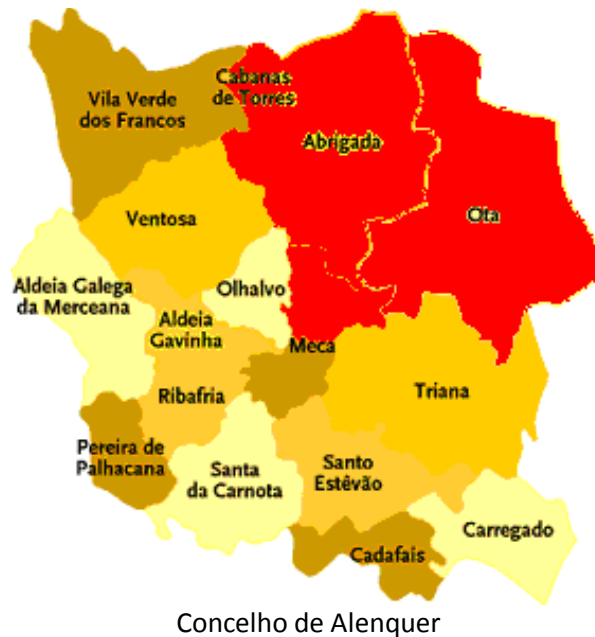 Cabanas
de Torres
Vila Verde
dos Francos
Abrigada
Ota
Ventosa
Aldeia Galega
da Merceana
Olhalvo
Aldeia
Gavinha
Meca
Ribafria
Triana
Pereira de
Palhacana
Santa
da Carnota
Santo
Estêvão
Carregado
Cadafais
Concelho de Alenquer